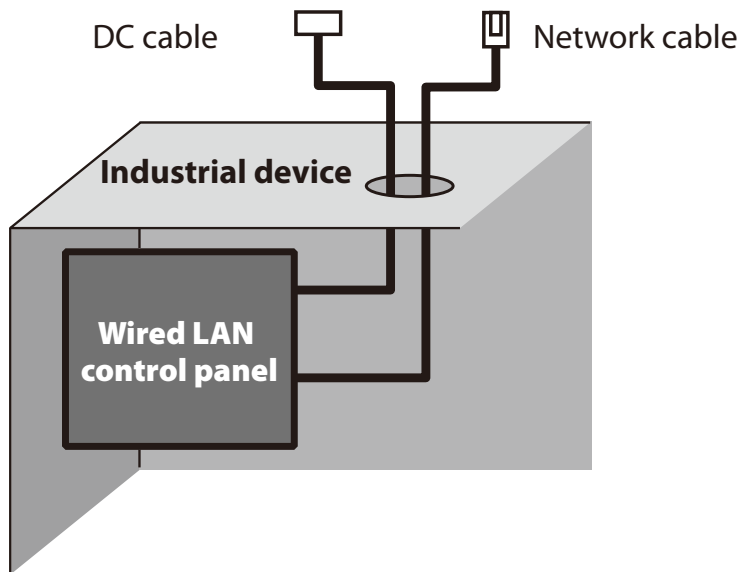 DC cable
Network cable
Industrial device
Wired LAN
control panel